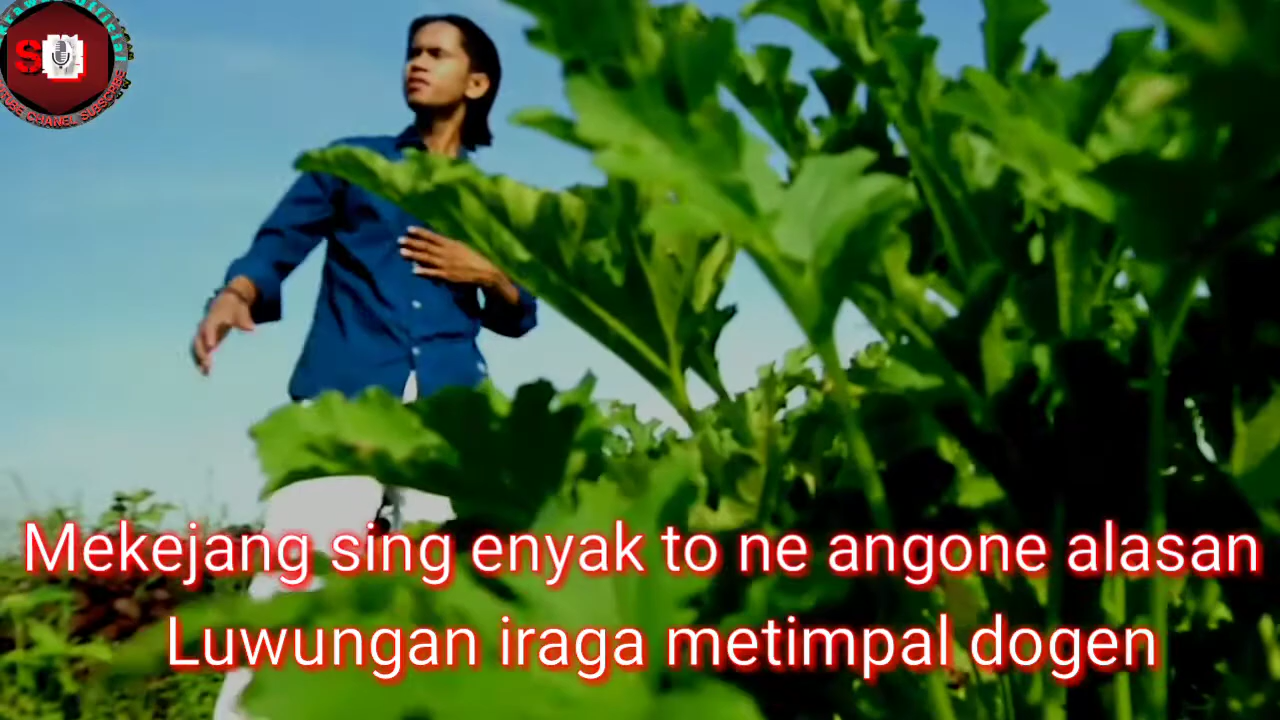 Mekejang sing enyak to ne angone alasan
Luwungan iraga metimpal dogen